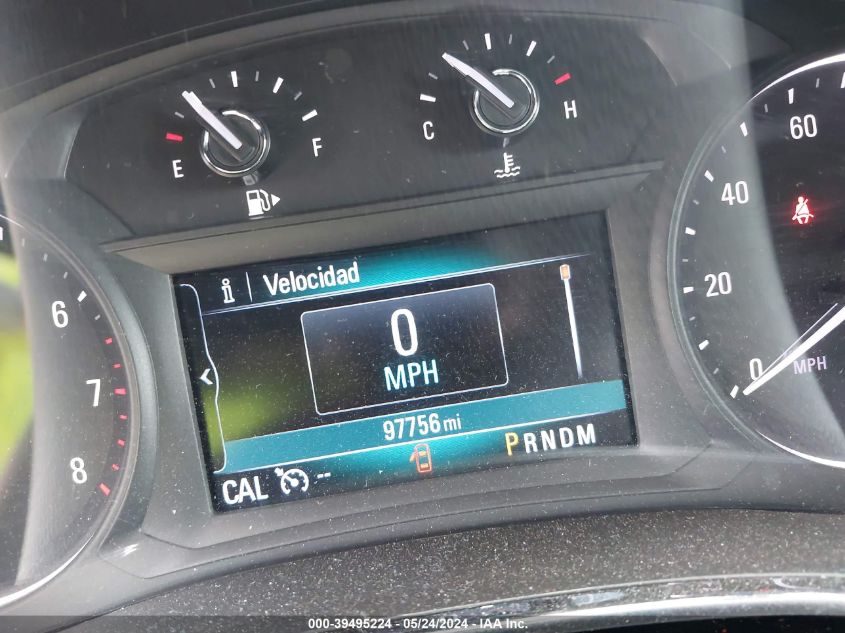 E
F
C
H
6
7
8
i Velocidad
0
MPH
97756 mi
PRNDM
CAL --
60
40
20
0
MPH
000-39495224 - 05/24/2024 - IAA Inc.